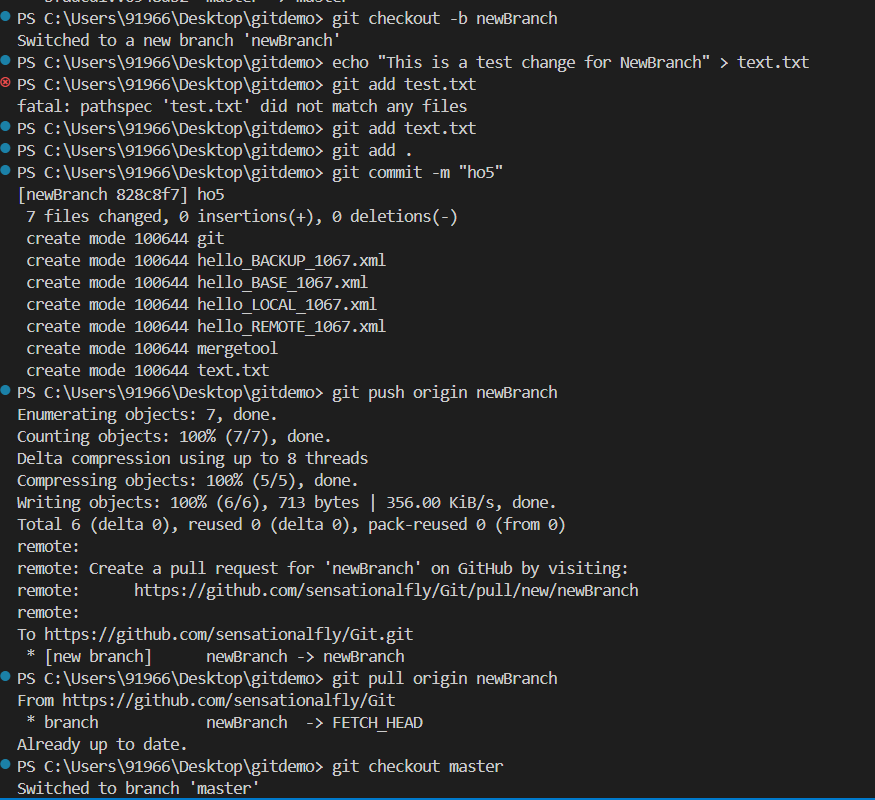 PS C:\Users\91966\Desktop\gitdemo> git checkout -b newBranch
Switched to a new branch 'newBranch'
PS C:\Users\91966\Desktop\gitdemo> echo "This is a test change for NewBranch" > text.txt
PS C:\Users\91966\Desktop\gitdemo> git add test.txt
fatal: pathspec 'test.txt' did not match any files
PS C:\Users\91966\Desktop\gitdemo> git add text.txt
PS C:\Users\91966\Desktop\gitdemo> git add .
PS C:\Users\91966\Desktop\gitdemo> git commit -m "ho5"
[newBranch 828c8f7] ho5
 7 files changed, 0 insertions(+), 0 deletions(-)
 create mode 100644 git
 create mode 100644 hello_BACKUP_1067.xml
 create mode 100644 hello_BASE_1067.xml
 create mode 100644 hello_LOCAL_1067.xml
 create mode 100644 hello_REMOTE_1067.xml
 create mode 100644 mergetool
 create mode 100644 text.txt
PS C:\Users\91966\Desktop\gitdemo> git push origin newBranch
Enumerating objects: 7, done.
Counting objects: 100% (7/7), done.
Delta compression using up to 8 threads
Compressing objects: 100% (5/5), done.
Writing objects: 100% (6/6), 713 bytes | 356.00 KiB/s, done.
Total 6 (delta 0), reused 0 (delta 0), pack-reused 0 (from 0)
remote:
remote: Create a pull request for 'newBranch' on GitHub by visiting:
remote:      https://github.com/sensationalfly/Git/pull/new/newBranch
remote:
To https://github.com/sensationalfly/Git.git
 * [new branch]      newBranch -> newBranch
PS C:\Users\91966\Desktop\gitdemo> git pull origin newBranch
From https://github.com/sensationalfly/Git
 * branch            newBranch  -> FETCH_HEAD
Already up to date.
PS C:\Users\91966\Desktop\gitdemo> git checkout master
Switched to branch 'master'